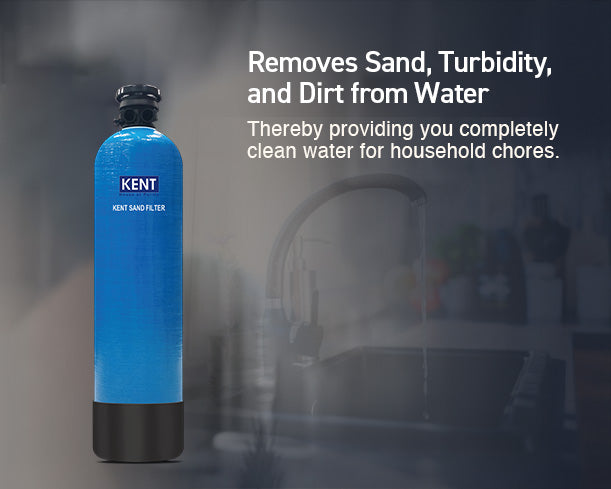 Removes Sand, Turbidity,
and Dirt from Water
Thereby providing you completely
clean water for household chores.
KENT
KENT SAND FILTER